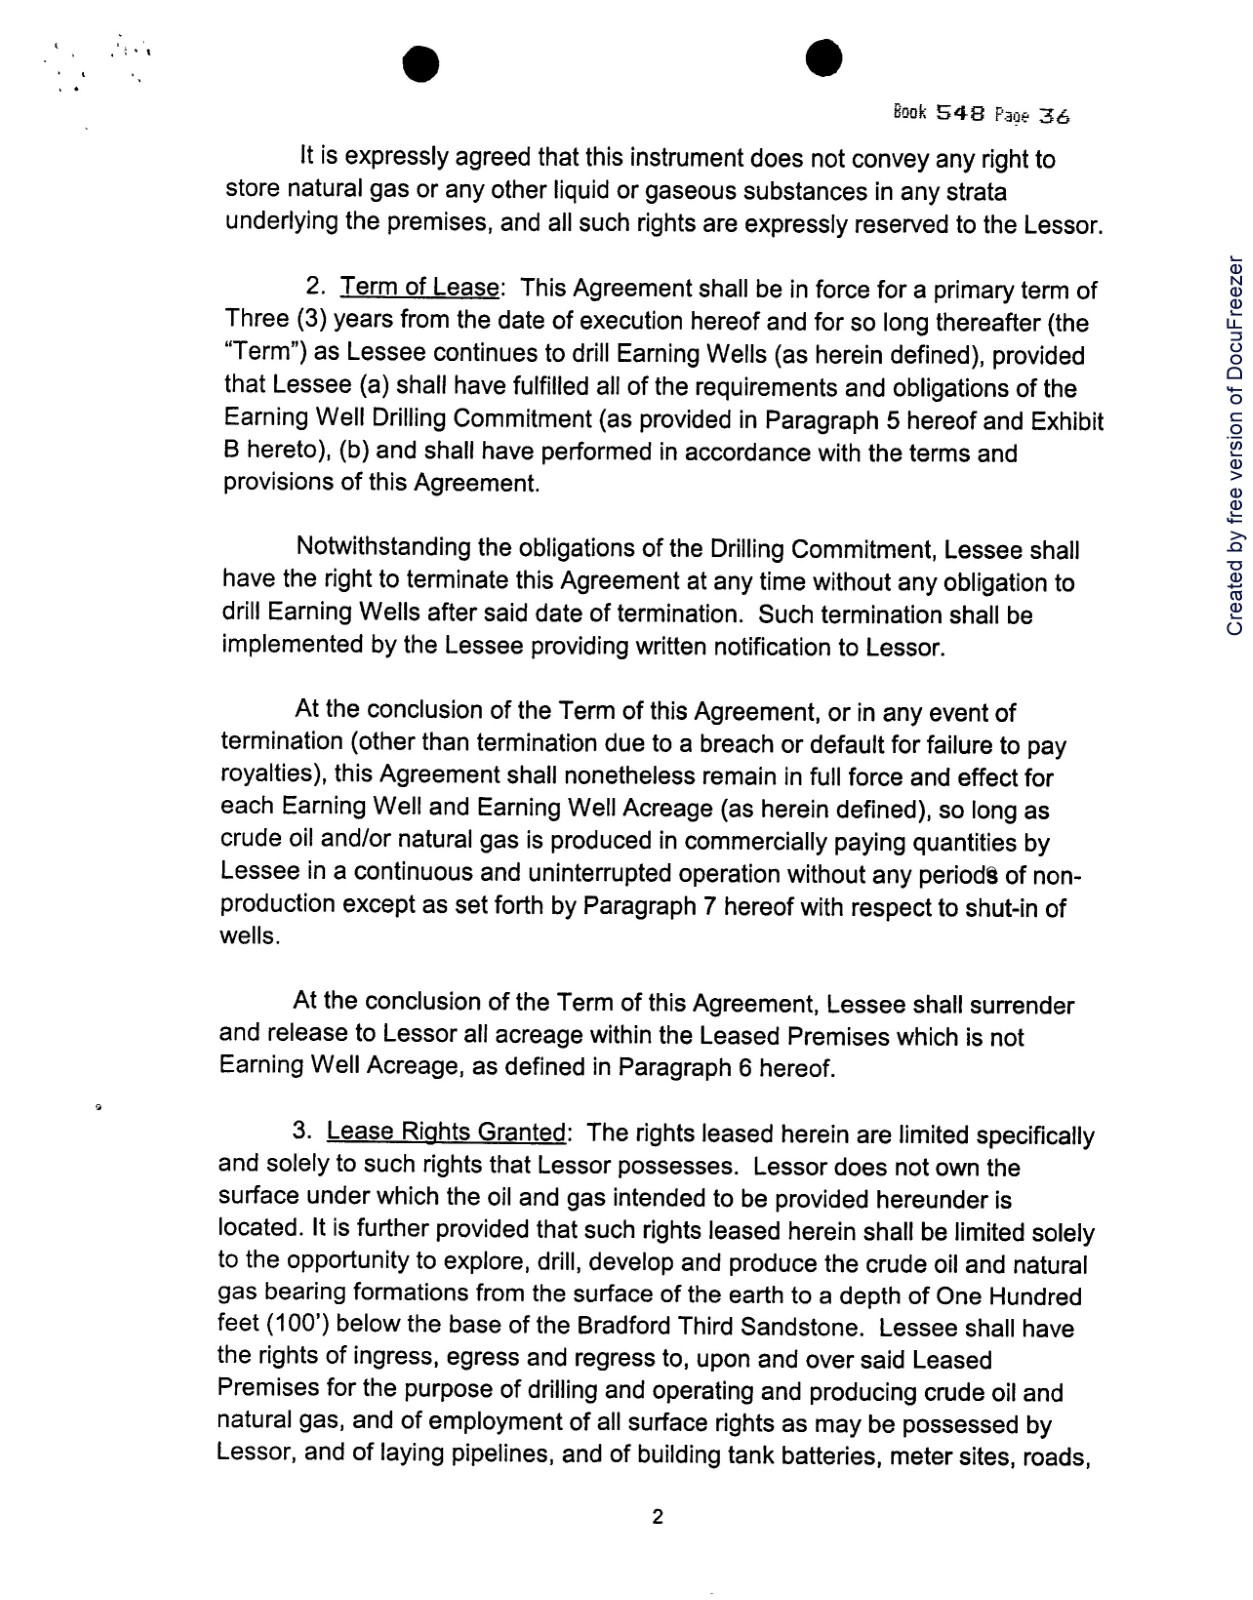 Book 548 Page 36
It is expressly agreed that this instrument does not convey any right to
store natural gas or any other liquid or gaseous substances in any strata
underlying the premises, and all such rights are expressly reserved to the Lessor.
2. Term of Lease: This Agreement shall be in force for a primary term of
Three (3) years from the date of execution hereof and for so long thereafter (the
“Term”) as Lessee continues to drill Earning Wells (as herein defined), provided
that Lessee (a) shall have fulfilled all of the requirements and obligations of the
Earning Well Drilling Commitment (as provided in Paragraph 5 hereof and Exhibit
B hereto), (b) and shall have performed in accordance with the terms and
provisions of this Agreement.
Notwithstanding the obligations of the Drilling Commitment, Lessee shall
have the right to terminate this Agreement at any time without any obligation to
drill Earning Wells after said date of termination. Such termination shall be
implemented by the Lessee providing written notification to Lessor.
At the conclusion of the Term of this Agreement, or in any event of
termination (other than termination due to a breach or default for failure to pay
royalties), this Agreement shall nonetheless remain in full force and effect for
each Earning Well and Earning Well Acreage (as herein defined), so long as
crude oil and/or natural gas is produced in commercially paying quantities by
Lessee in a continuous and uninterrupted operation without any periods of non-
production except as set forth by Paragraph 7 hereof with respect to shut-in of
wells.
At the conclusion of the Term of this Agreement, Lessee shall surrender
and release to Lessor all acreage within the Leased Premises which is not
Earning Well Acreage, as defined in Paragraph 6 hereof.
3. Lease Rights Granted: The rights leased herein are limited specifically
and solely to such rights that Lessor possesses. Lessor does not own the
surface under which the oil and gas intended to be provided hereunder is
located. It is further provided that such rights leased herein shall be limited solely
to the opportunity to explore, drill, develop and produce the crude oil and natural
gas bearing formations from the surface of the earth to a depth of One Hundred
feet (100') below the base of the Bradford Third Sandstone. Lessee shall have
the rights of ingress, egress and regress to, upon and over said Leased
Premises for the purpose of drilling and operating and producing crude oil and
natural gas, and of employment of all surface rights as may be possessed by
Lessor, and of laying pipelines, and of building tank batteries, meter sites, roads,
2
Created by free version of DocuFreezer